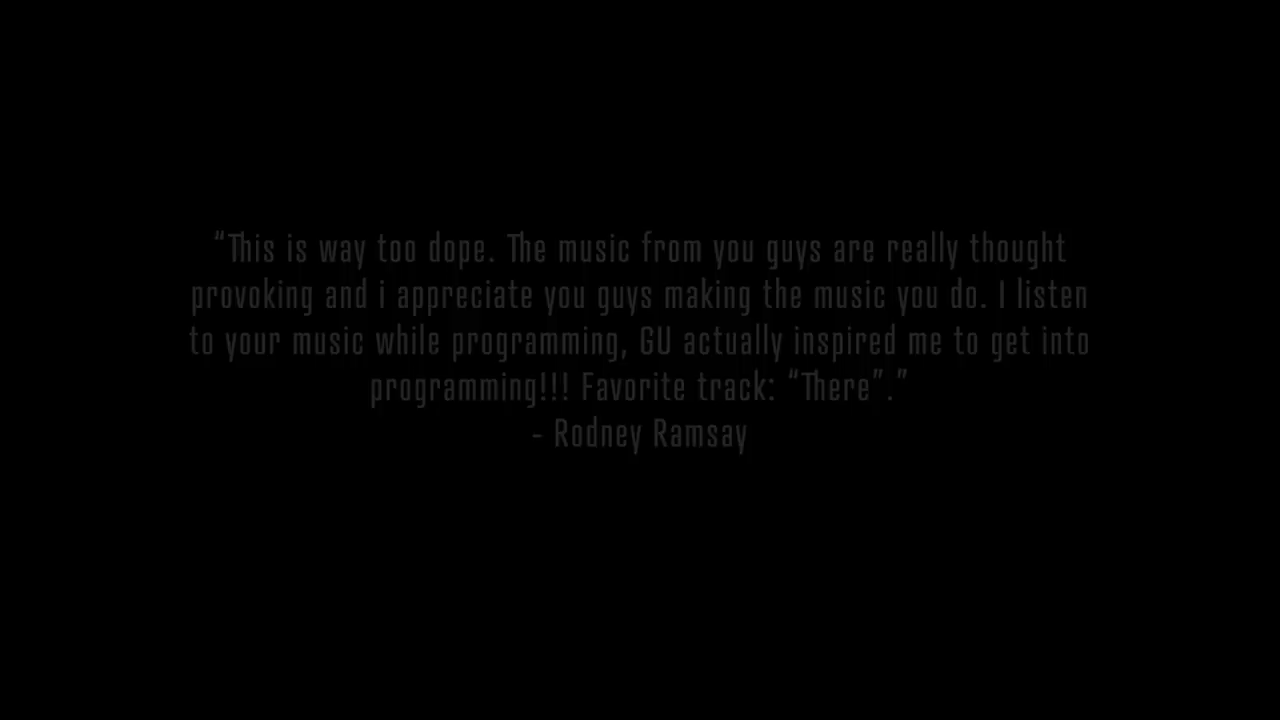 “This is way too dope. The music from you guys are really thought
provoking and i appreciate you guys making the music you do. I listen
to your music while programming, GU actually inspired me to get into
programming!!! Favorite track: “There”.”
- Rodney Ramsay